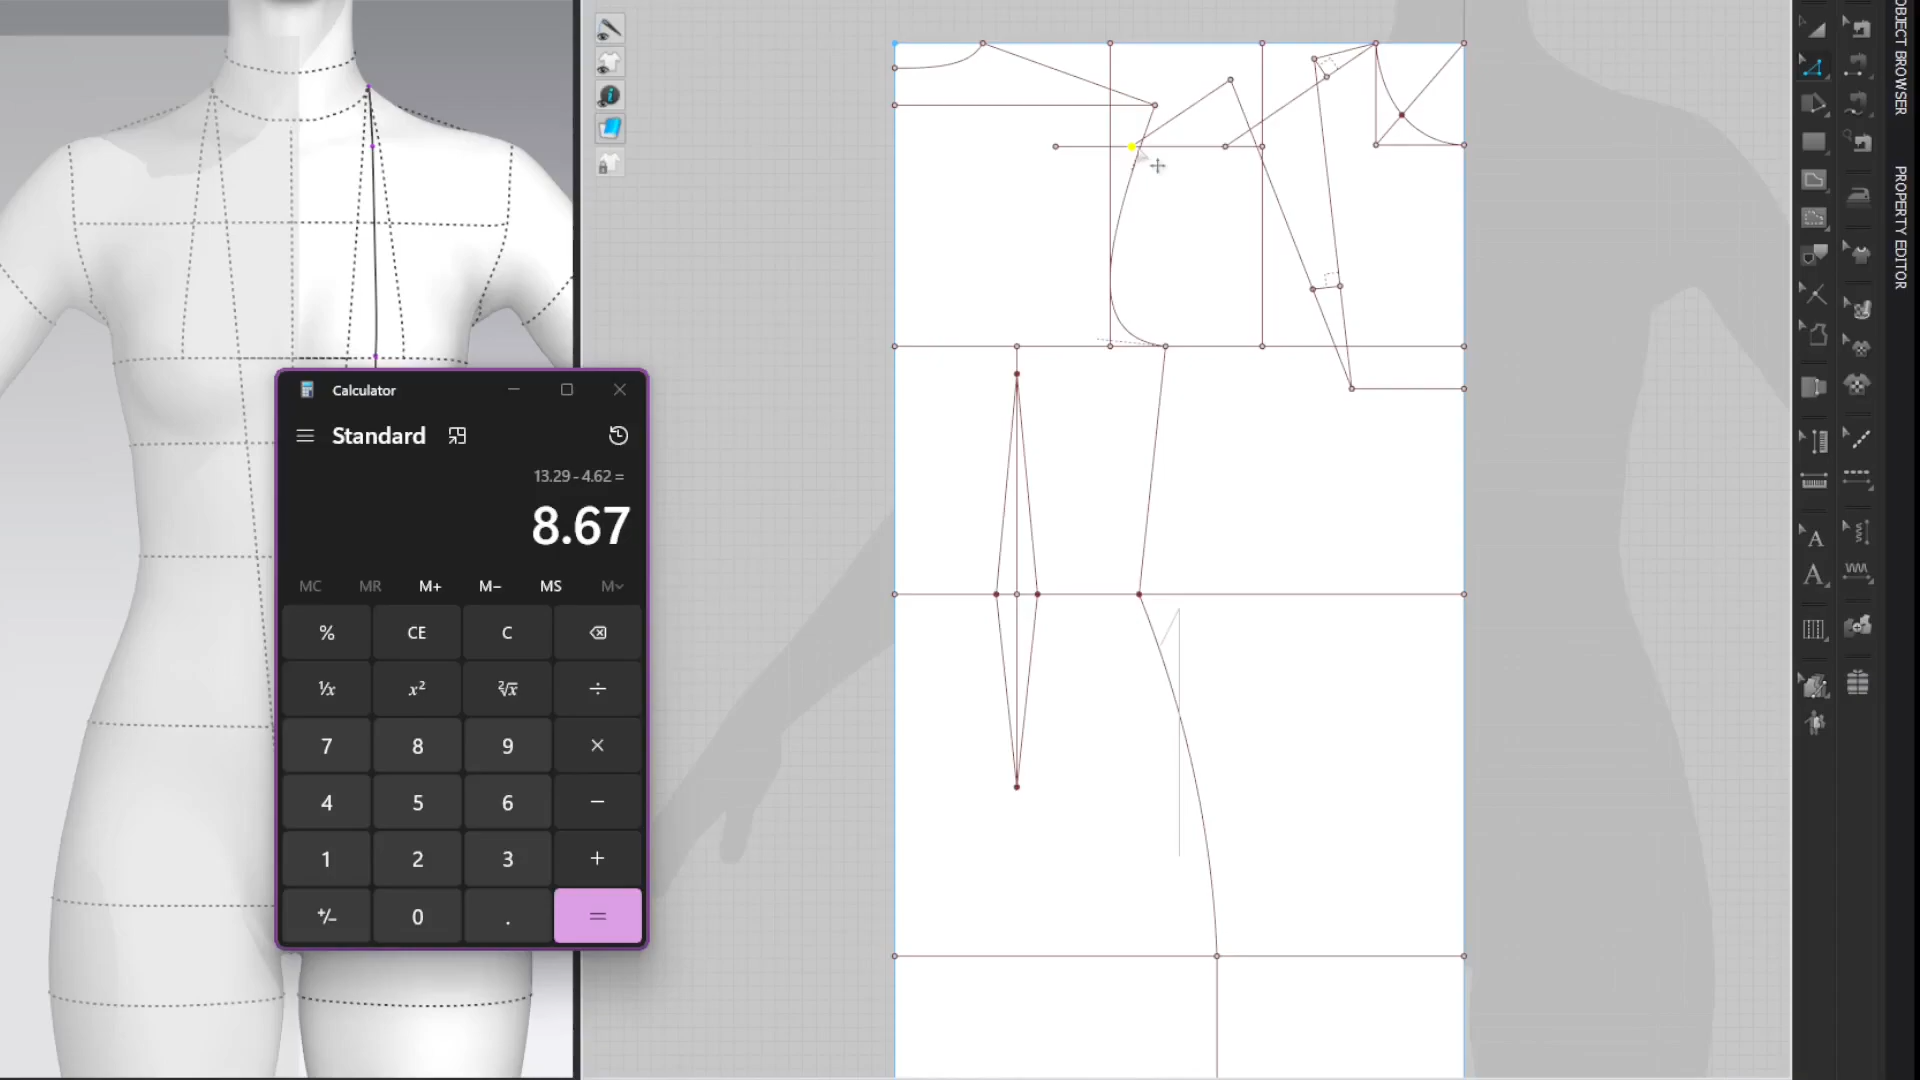 OBJECT BROWSER
PROPERTY EDITOR
Calculator
Standard
13.29 - 4.62 =
8.67
MC MR M+ M− MS M˅
% CE C
¹/x x² ²√x ÷
7 8 9 ×
4 5 6 −
1 2 3 +
+/− 0 . =
A
A